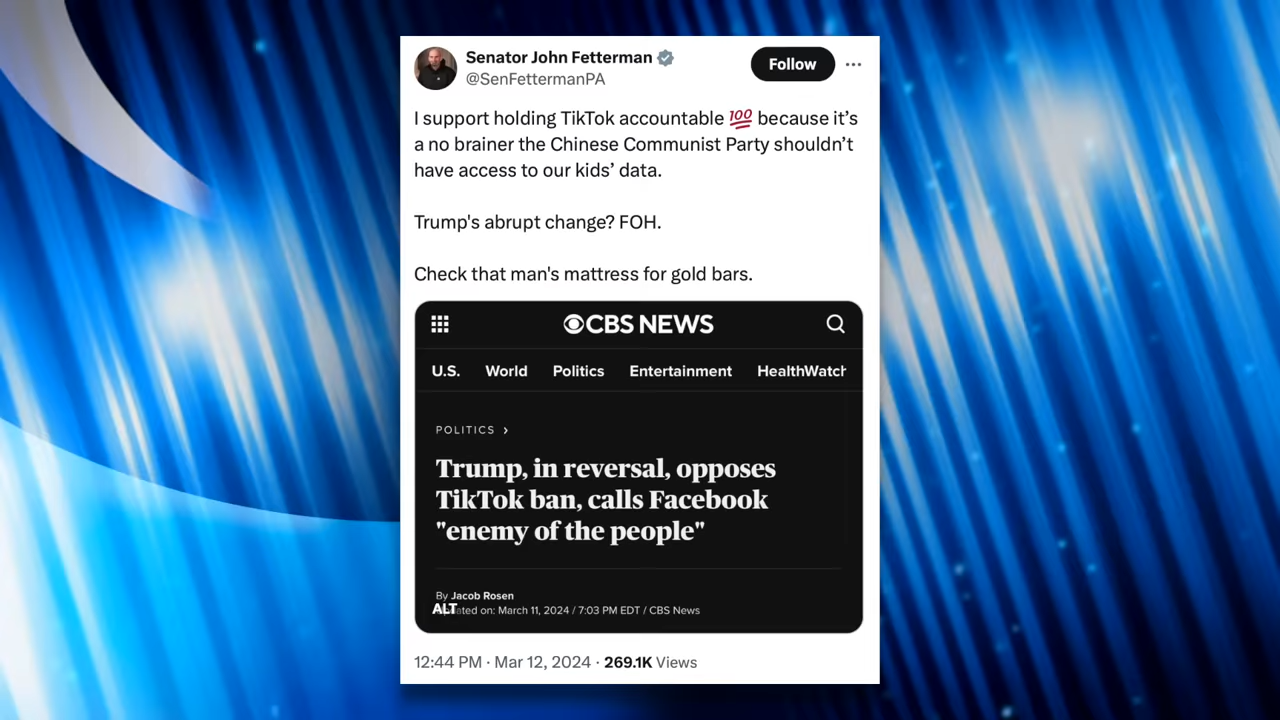 Senator John Fetterman
@SenFettermanPA
Follow
I support holding TikTok accountable 💯 because it’s
a no brainer the Chinese Communist Party shouldn’t
have access to our kids’ data.
Trump's abrupt change? FOH.
Check that man's mattress for gold bars.
CBS NEWS
U.S. World Politics Entertainment HealthWatch
POLITICS ›
Trump, in reversal, opposes
TikTok ban, calls Facebook
"enemy of the people"
By Jacob Rosen
ALT on: March 11, 2024 / 7:03 PM EDT / CBS News
12:44 PM · Mar 12, 2024 · 269.1K Views